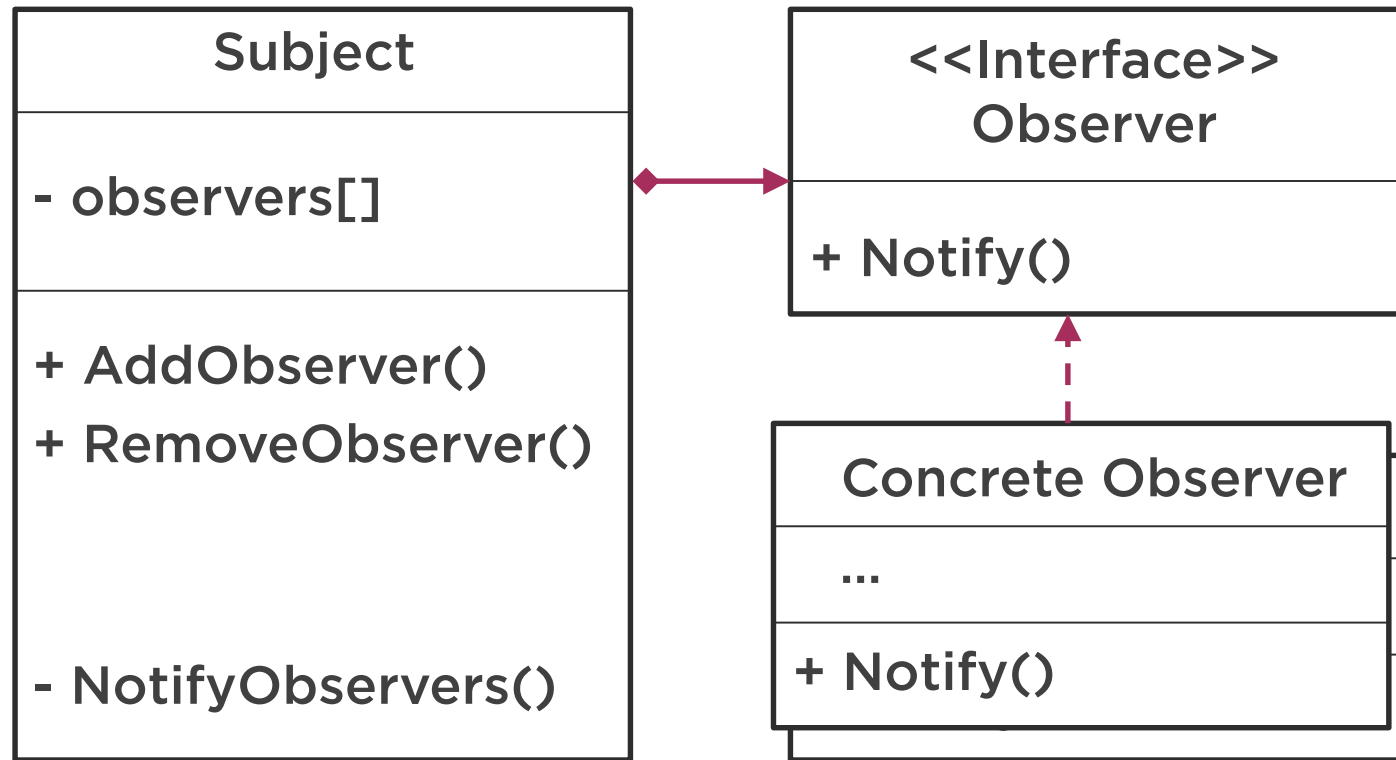 Subject
- observers[]
+ AddObserver()
+ RemoveObserver()
- NotifyObservers()
<<Interface>>
Observer
+ Notify()
Concrete Observer
...
+ Notify()